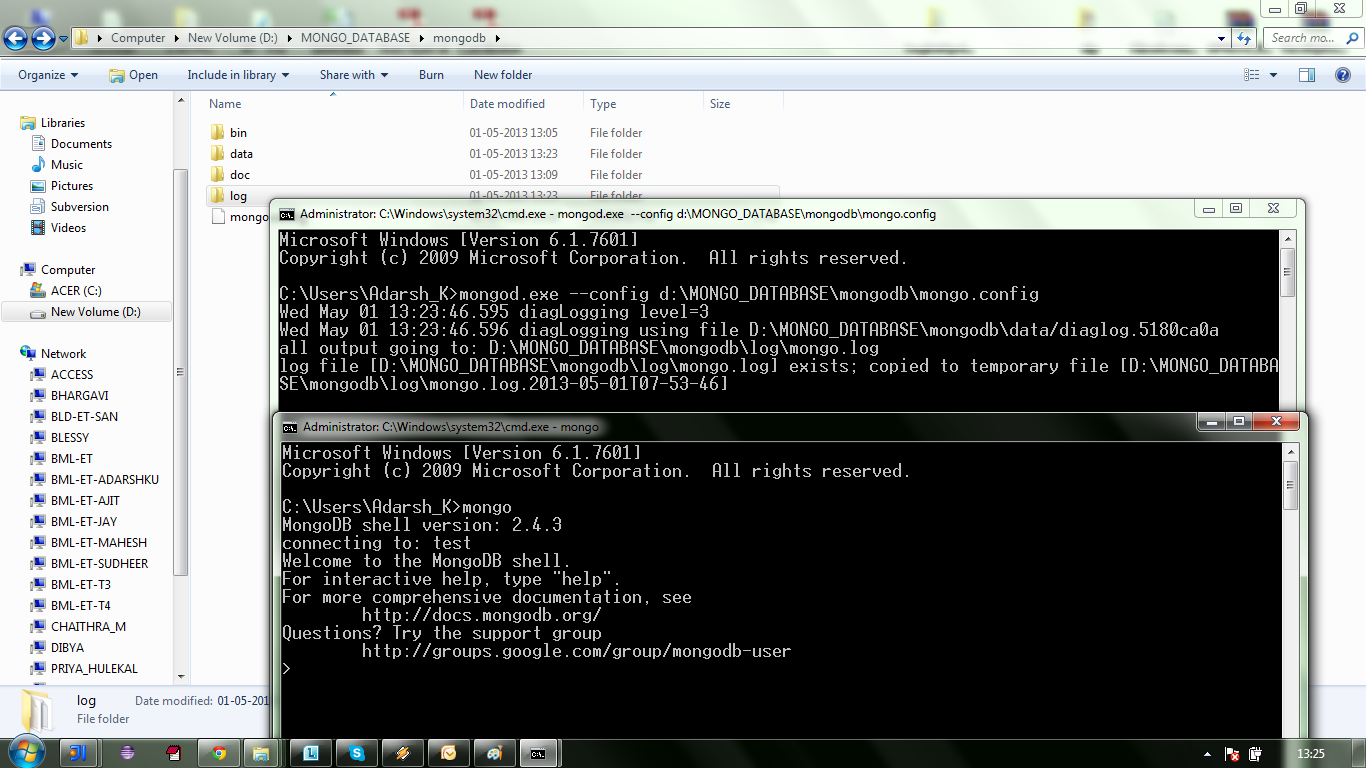 Computer New Volume (D:) MONGO_DATABASE mongodb
Search mo...
Organize Open Include in library Share with Burn New folder
Name Date modified Type Size
bin 01-05-2013 13:05 File folder
data 01-05-2013 13:23 File folder
doc 01-05-2013 13:09 File folder
log 01-05-2013 13:23 File folder
mongo
Libraries
Documents
Music
Pictures
Subversion
Videos
Computer
ACER (C:)
New Volume (D:)
Network
ACCESS
BHARGAVI
BLD-ET-SAN
BLESSY
BML-ET
BML-ET-ADARSHKU
BML-ET-AJIT
BML-ET-JAY
BML-ET-MAHESH
BML-ET-SUDHEER
BML-ET-T3
BML-ET-T4
CHAITHRA_M
DIBYA
PRIYA_HULEKAL
Administrator: C:\Windows\system32\cmd.exe - mongod.exe --config d:\MONGO_DATABASE\mongodb\mongo.config
Microsoft Windows [Version 6.1.7601]
Copyright (c) 2009 Microsoft Corporation. All rights reserved.
C:\Users\Adarsh_K>mongod.exe --config d:\MONGO_DATABASE\mongodb\mongo.config
Wed May 01 13:23:46.595 diagLogging level=3
Wed May 01 13:23:46.596 diagLogging using file D:\MONGO_DATABASE\mongodb\data/diaglog.5180ca0a
all output going to: D:\MONGO_DATABASE\mongodb\log\mongo.log
log file [D:\MONGO_DATABASE\mongodb\log\mongo.log] exists; copied to temporary file [D:\MONGO_DATABA
SE\mongodb\log\mongo.log.2013-05-01T07-53-46]
Administrator: C:\Windows\system32\cmd.exe - mongo
Microsoft Windows [Version 6.1.7601]
Copyright (c) 2009 Microsoft Corporation. All rights reserved.
C:\Users\Adarsh_K>mongo
MongoDB shell version: 2.4.3
connecting to: test
Welcome to the MongoDB shell.
For interactive help, type "help".
For more comprehensive documentation, see
http://docs.mongodb.org/
Questions? Try the support group
http://groups.google.com/group/mongodb-user
>
log Date modified: 01-05-201
File folder
13:25